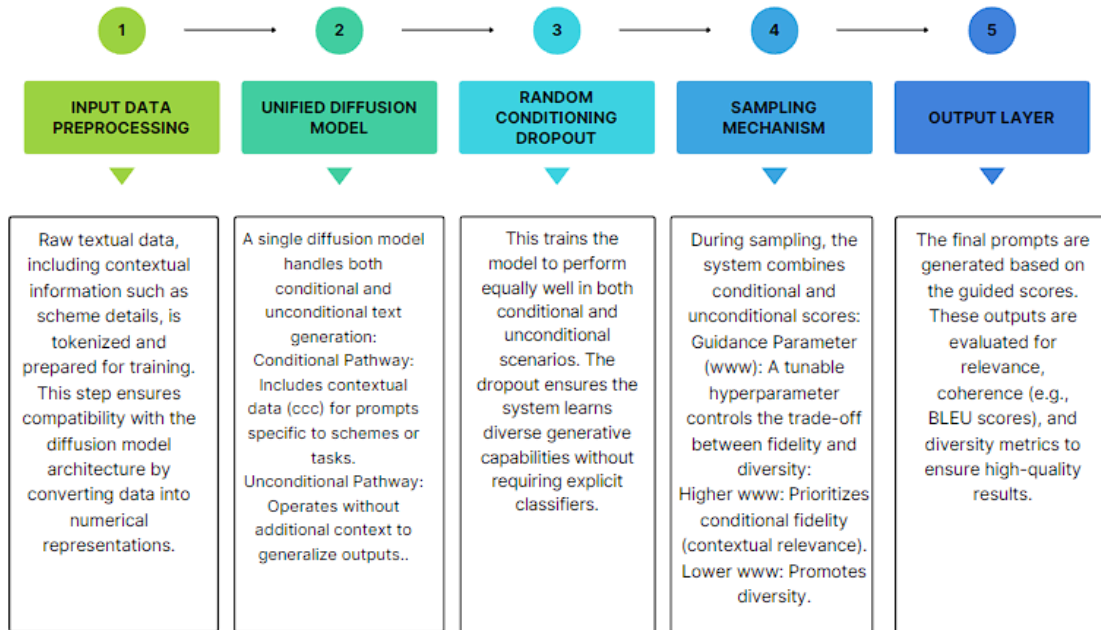 1
2
3
4
5
INPUT DATA
PREPROCESSING
UNIFIED DIFFUSION
MODEL
RANDOM
CONDITIONING
DROPOUT
SAMPLING
MECHANISM
OUTPUT LAYER
Raw textual data,
including contextual
information such as
scheme details, is
tokenized and
prepared for training.
This step ensures
compatibility with the
diffusion model
architecture by
converting data into
numerical
representations.
A single diffusion model
handles both
conditional and
unconditional text
generation:
Conditional Pathway:
Includes contextual
data (ccc) for prompts
specific to schemes or
tasks.
Unconditional Pathway:
Operates without
additional context to
generalize outputs..
This trains the
model to perform
equally well in both
conditional and
unconditional
scenarios. The
dropout ensures the
system learns
diverse generative
capabilities without
requiring explicit
classifiers.
During sampling, the
system combines
conditional and
unconditional scores:
Guidance Parameter
(www): A tunable
hyperparameter
controls the trade-off
between fidelity and
diversity:
Higher www: Prioritizes
conditional fidelity
(contextual relevance).
Lower www: Promotes
diversity.
The final prompts are
generated based on
the guided scores.
These outputs are
evaluated for
relevance,
coherence (e.g.,
BLEU scores), and
diversity metrics to
ensure high-quality
results.